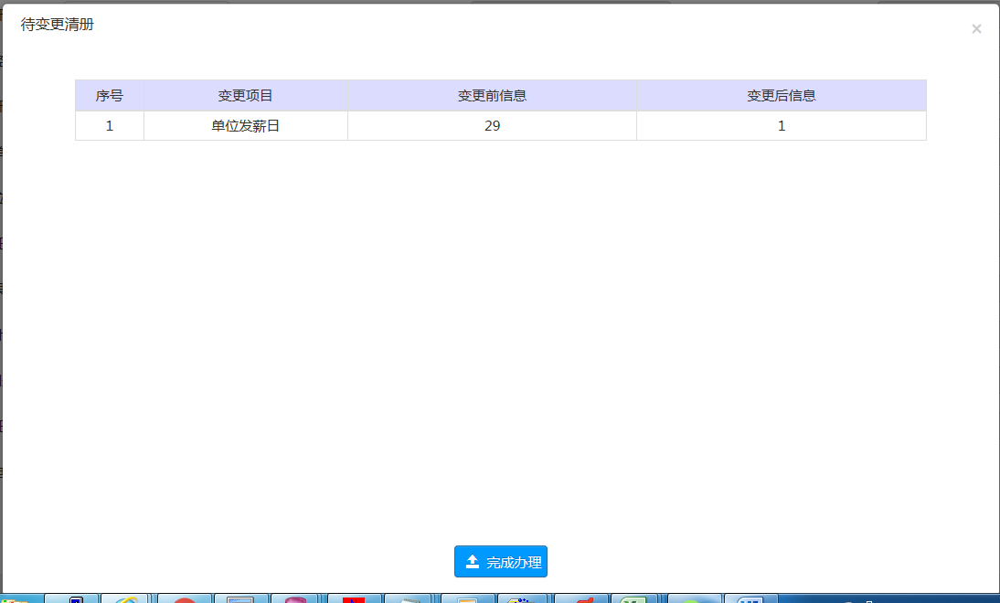 待变更清册
×
序号 变更项目 变更前信息 变更后信息
1 单位发薪日 29 1
完成办理